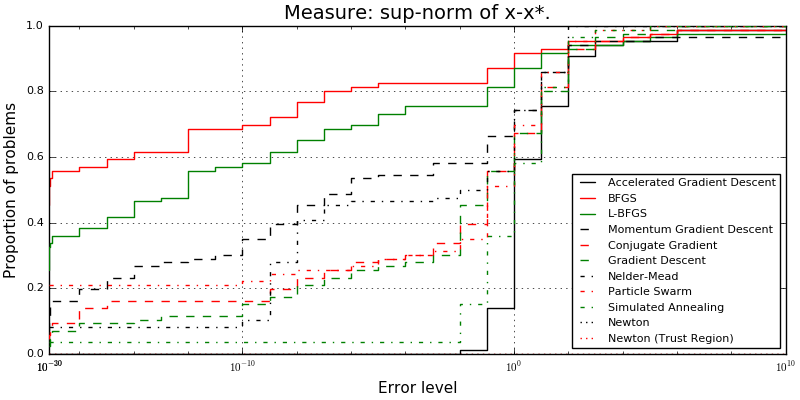 Measure: sup-norm of x-x*.
Proportion of problems
1.0
0.8
0.6
0.4
0.2
0.0
Accelerated Gradient Descent
BFGS
L-BFGS
Momentum Gradient Descent
Conjugate Gradient
Gradient Descent
Nelder-Mead
Particle Swarm
Simulated Annealing
Newton
Newton (Trust Region)
10^-10
10^0
10^10
Error level